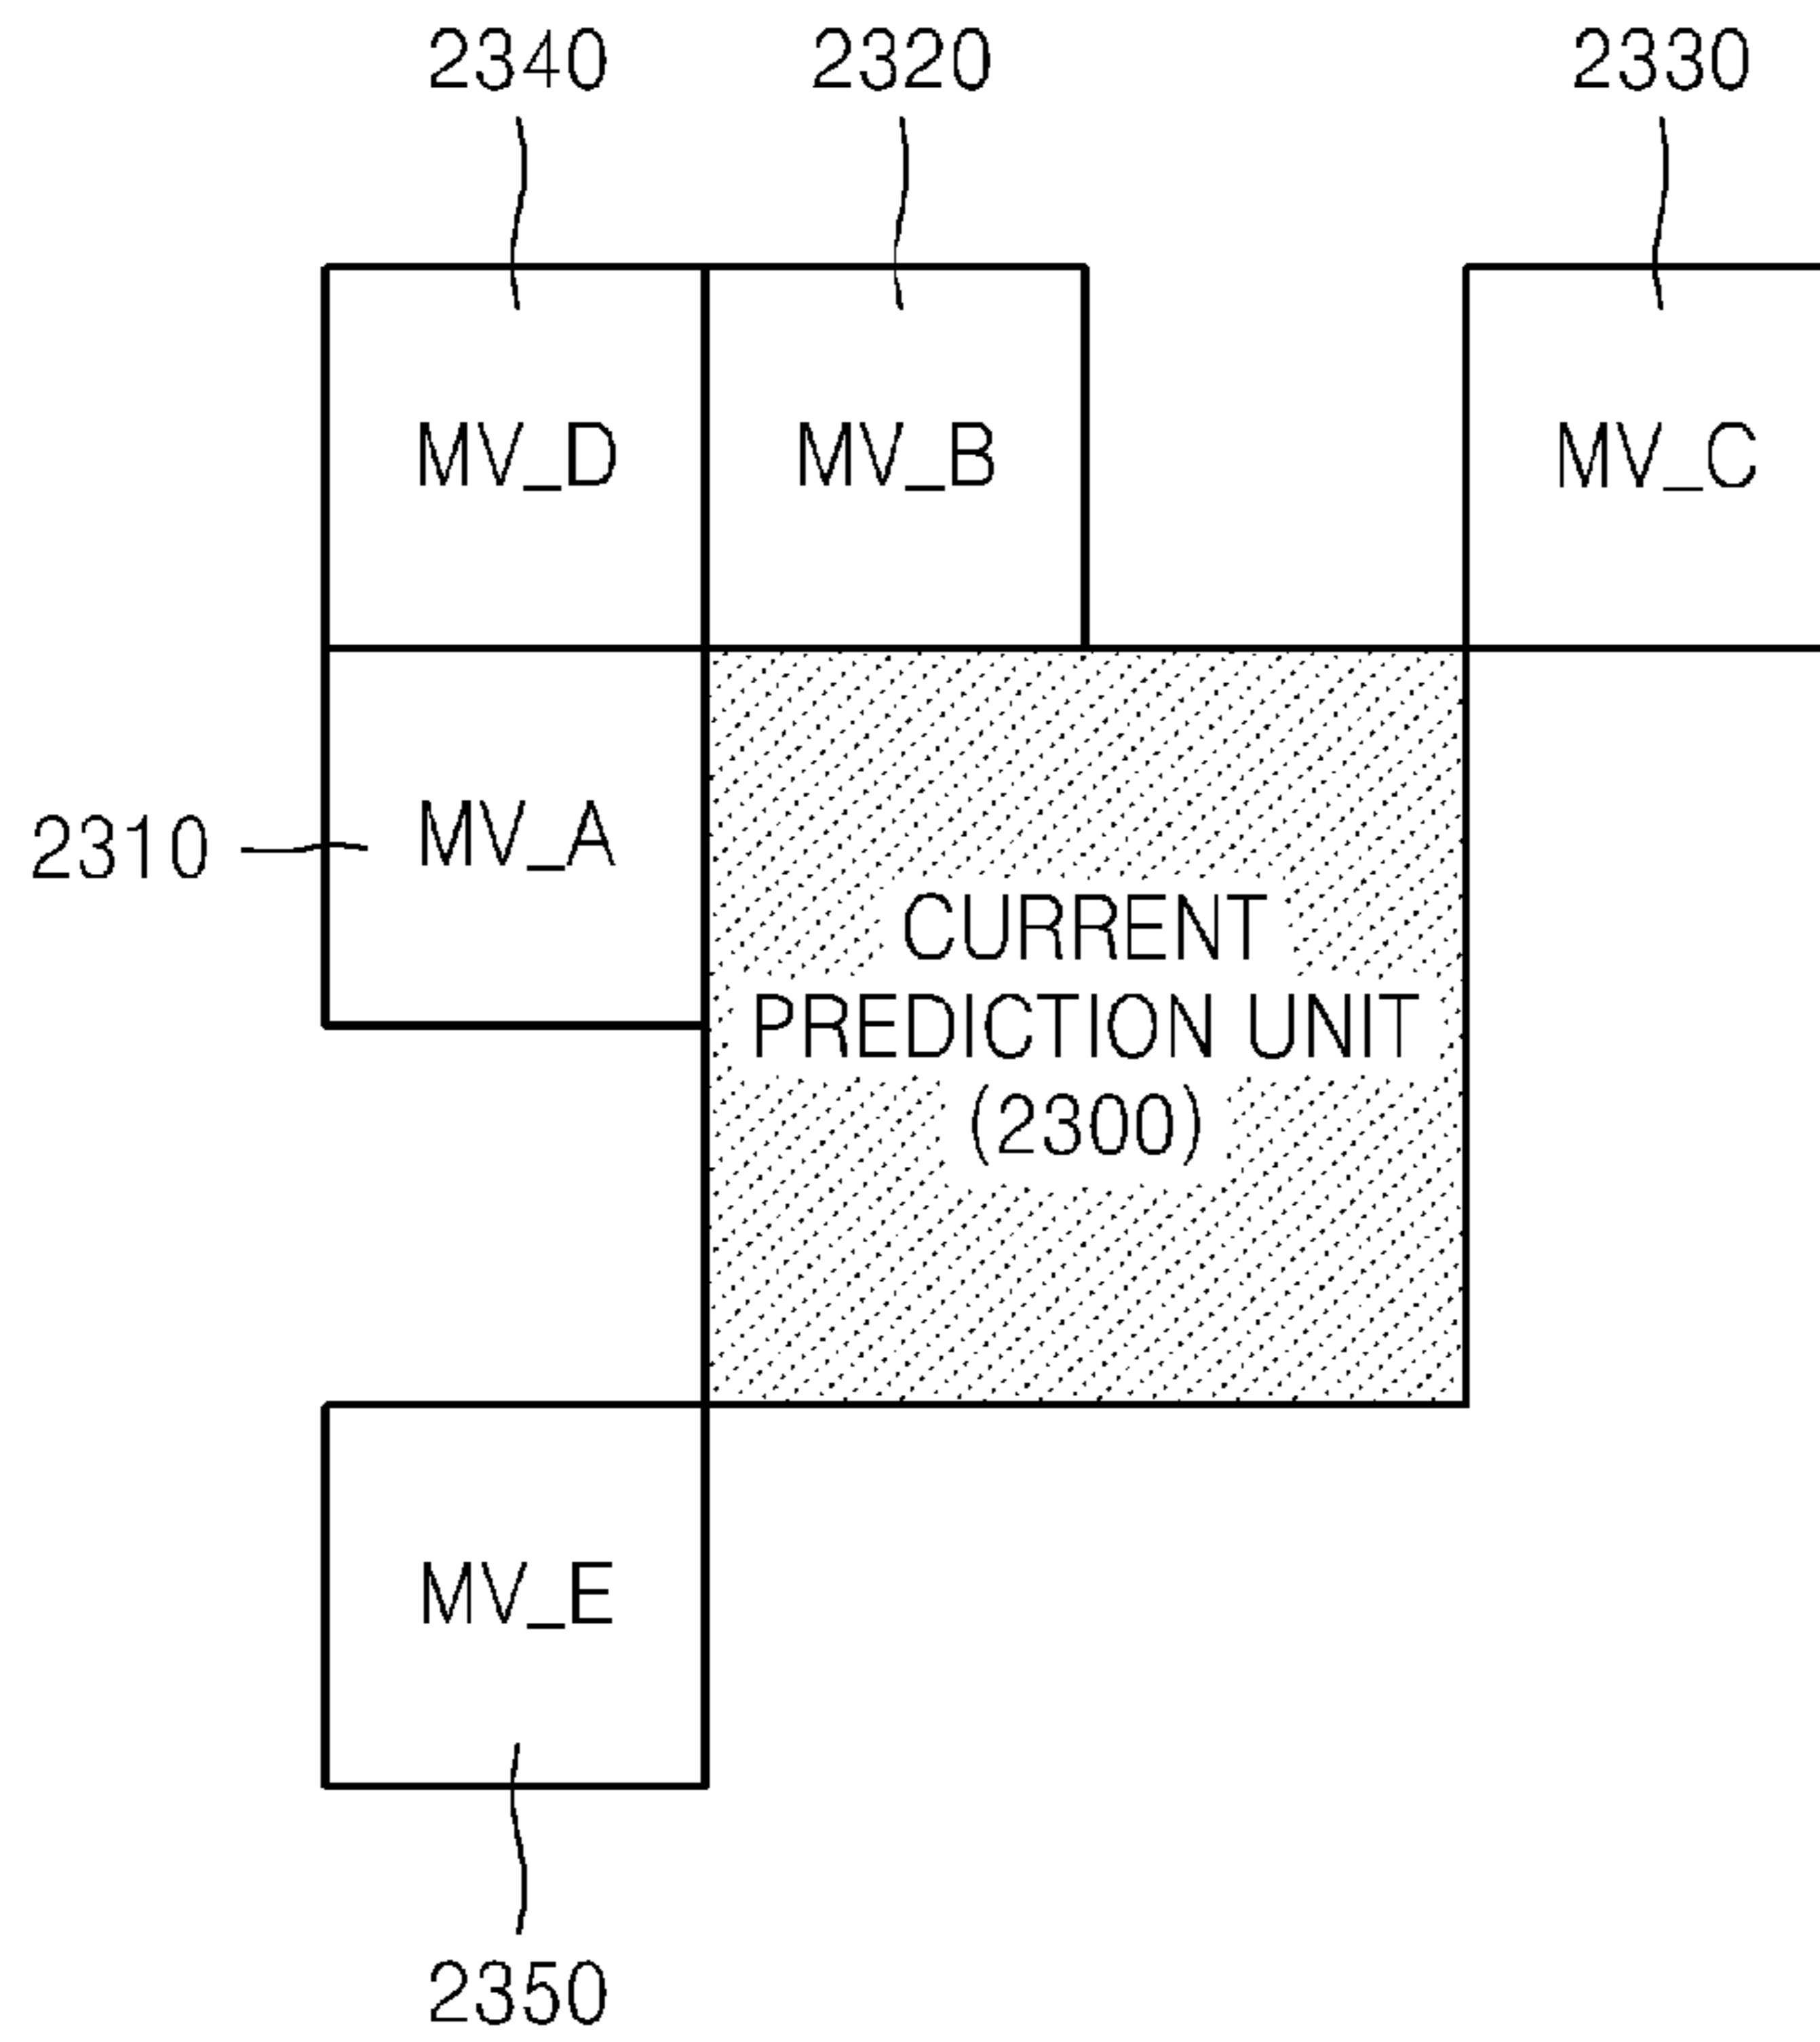 2340
2320
2330
MV_D
MV_B
MV_C
2310
MV_A
CURRENT
PREDICTION UNIT
(2300)
MV_E
2350